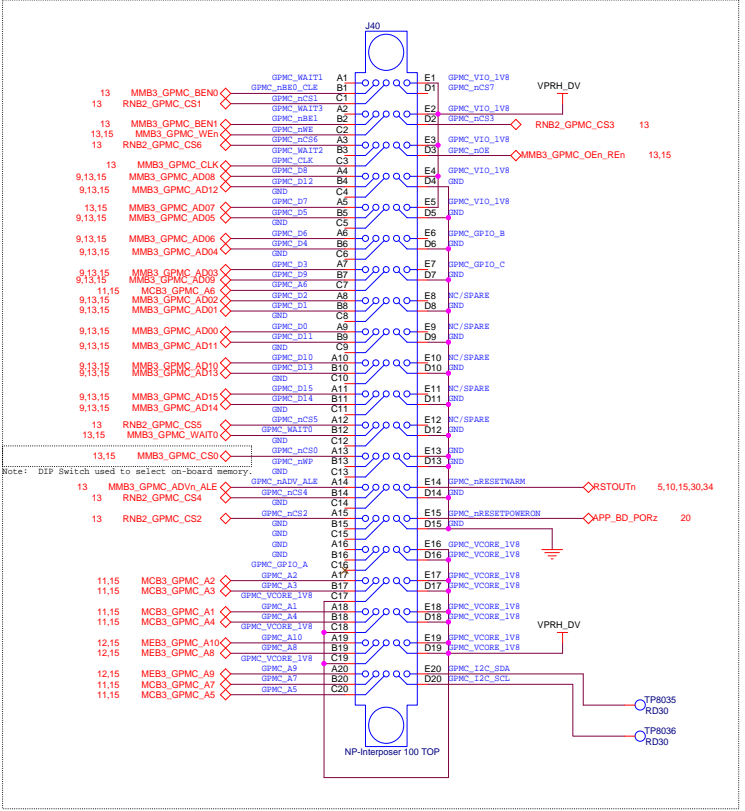 J40
GPMC_WAIT1 A1 E1 GPMC_VIO_1V8
13 MMB3_GPMC_BEN0 GPMC_nBE0_CLE B1 D1 GPMC_nCS7 VPRH_DV
13 RNB2_GPMC_CS1 GPMC_nCS1 C1
GPMC_WAIT3 A2 E2 GPMC_VIO_1V8
13 MMB3_GPMC_BEN1 GPMC_nBE1 B2 D2 GPMC_nCS3 RNB2_GPMC_CS3 13
13,15 MMB3_GPMC_WEn GPMC_nWE C2
13 RNB2_GPMC_CS6 GPMC_nCS6 A3 E3 GPMC_VIO_1V8
GPMC_WAIT2 B3 D3 GPMC_nOE MMB3_GPMC_OEn_REn 13,15
13 MMB3_GPMC_CLK GPMC_CLK C3
9,13,15 MMB3_GPMC_AD08 GPMC_D8 A4 E4 GPMC_VIO_1V8
9,13,15 MMB3_GPMC_AD12 GPMC_D12 B4 D4 GND
GND C4
13,15 MMB3_GPMC_AD07 GPMC_D7 A5 E5 GPMC_VIO_1V8
9,13,15 MMB3_GPMC_AD05 GPMC_D5 B5 D5 GND
GND C5
9,13,15 MMB3_GPMC_AD06 GPMC_D6 A6 E6 GPMC_GPIO_B
9,13,15 MMB3_GPMC_AD04 GPMC_D4 B6 D6 GND
GND C6
9,13,15 MMB3_GPMC_AD03 GPMC_D3 A7 E7 GPMC_GPIO_C
9,13,15 MMB3_GPMC_AD09 GPMC_D9 B7 D7 GND
11,15 MCB3_GPMC_A6 GPMC_A6 C7
9,13,15 MMB3_GPMC_AD02 GPMC_D2 A8 E8 NC/SPARE
9,13,15 MMB3_GPMC_AD01 GPMC_D1 B8 D8 GND
GND C8
9,13,15 MMB3_GPMC_AD00 GPMC_D0 A9 E9 NC/SPARE
9,13,15 MMB3_GPMC_AD11 GPMC_D11 B9 D9 GND
GND C9
9,13,15 MMB3_GPMC_AD10 GPMC_D10 A10 E10 NC/SPARE
9,13,15 MMB3_GPMC_AD13 GPMC_D13 B10 D10 GND
GND C10
9,13,15 MMB3_GPMC_AD15 GPMC_D15 A11 E11 NC/SPARE
9,13,15 MMB3_GPMC_AD14 GPMC_D14 B11 D11 GND
GND C11
13 RNB2_GPMC_CS5 GPMC_nCS5 A12 E12 NC/SPARE
13,15 MMB3_GPMC_WAIT0 GPMC_WAIT0 B12 D12 GND
GND C12
13,15 MMB3_GPMC_CS0 GPMC_nCS0 A13 E13 GND
GPMC_nWP B13 D13 GND
Note: DIP Switch used to select on-board memory.
GND C13
13 MMB3_GPMC_ADVn_ALE GPMC_nADV_ALE A14 E14 GPMC_nRESETWARM RSTOUTn 5,10,15,30,34
13 RNB2_GPMC_CS4 GPMC_nCS4 B14 D14 GND
GND C14
13 RNB2_GPMC_CS2 GPMC_nCS2 A15 E15 GPMC_nRESETPOWERON APP_BD_PORz 20
GND B15 D15 GND
GND C15
GND A16 E16 GPMC_VCORE_1V8
GND B16 D16 GPMC_VCORE_1V8
GPMC_GPIO_A C16
11,15 MCB3_GPMC_A2 GPMC_A2 A17 E17 GPMC_VCORE_1V8
11,15 MCB3_GPMC_A3 GPMC_A3 B17 D17 GPMC_VCORE_1V8
GPMC_VCORE_1V8 C17
11,15 MCB3_GPMC_A1 GPMC_A1 A18 E18 GPMC_VCORE_1V8
11,15 MCB3_GPMC_A4 GPMC_A4 B18 D18 GPMC_VCORE_1V8
GPMC_VCORE_1V8 C18 VPRH_DV
12,15 MEB3_GPMC_A10 GPMC_A10 A19 E19 GPMC_VCORE_1V8
12,15 MEB3_GPMC_A8 GPMC_A8 B19 D19 GPMC_VCORE_1V8
GPMC_VCORE_1V8 C19
12,15 MEB3_GPMC_A9 GPMC_A9 A20 E20 GPMC_I2C_SDA
11,15 MCB3_GPMC_A7 GPMC_A7 B20 D20 GPMC_I2C_SCL
11,15 MCB3_GPMC_A5 GPMC_A5 C20
TP8035
RD30
TP8036
RD30
NP-Interposer 100 TOP